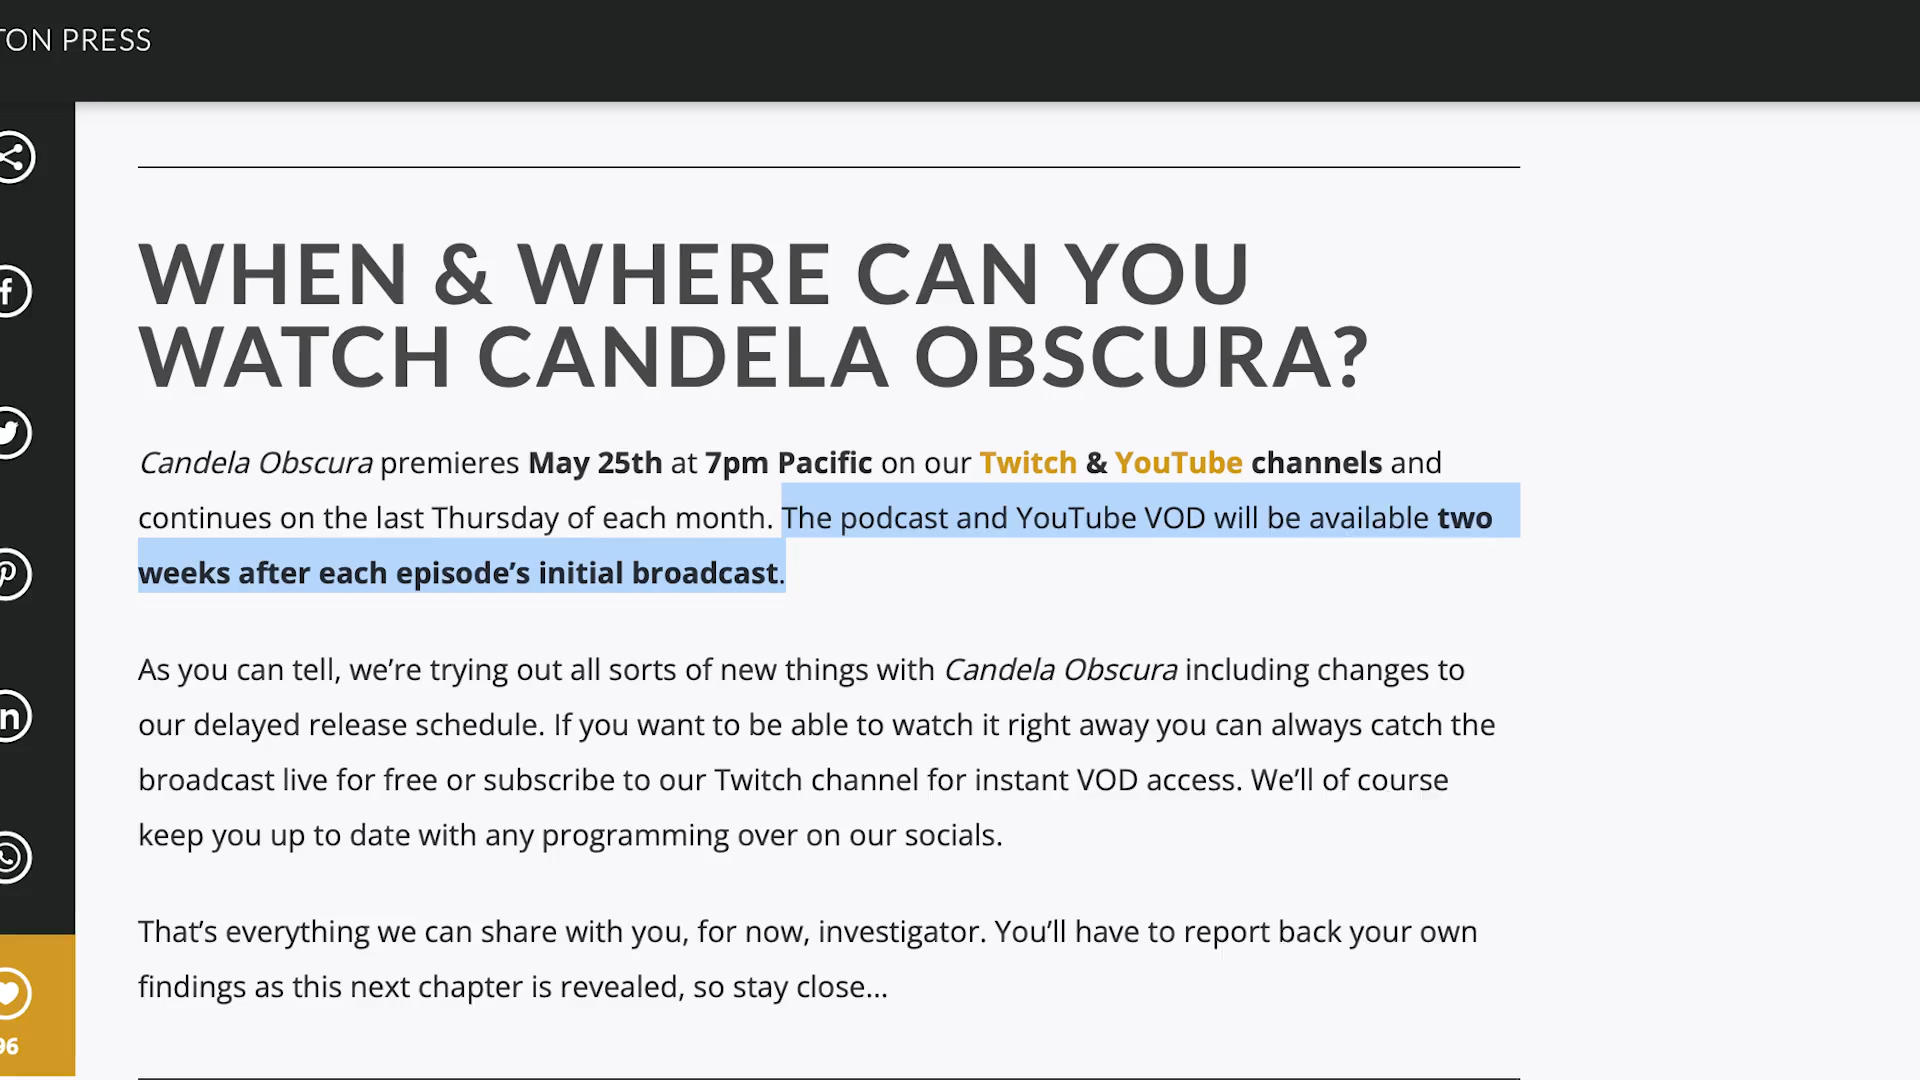 TON PRESS
WHEN & WHERE CAN YOU
WATCH CANDELA OBSCURA?
Candela Obscura premieres May 25th at 7pm Pacific on our Twitch & YouTube channels and
continues on the last Thursday of each month. The podcast and YouTube VOD will be available two
weeks after each episode’s initial broadcast.
As you can tell, we’re trying out all sorts of new things with Candela Obscura including changes to
our delayed release schedule. If you want to be able to watch it right away you can always catch the
broadcast live for free or subscribe to our Twitch channel for instant VOD access. We’ll of course
keep you up to date with any programming over on our socials.
That’s everything we can share with you, for now, investigator. You’ll have to report back your own
findings as this next chapter is revealed, so stay close...
96